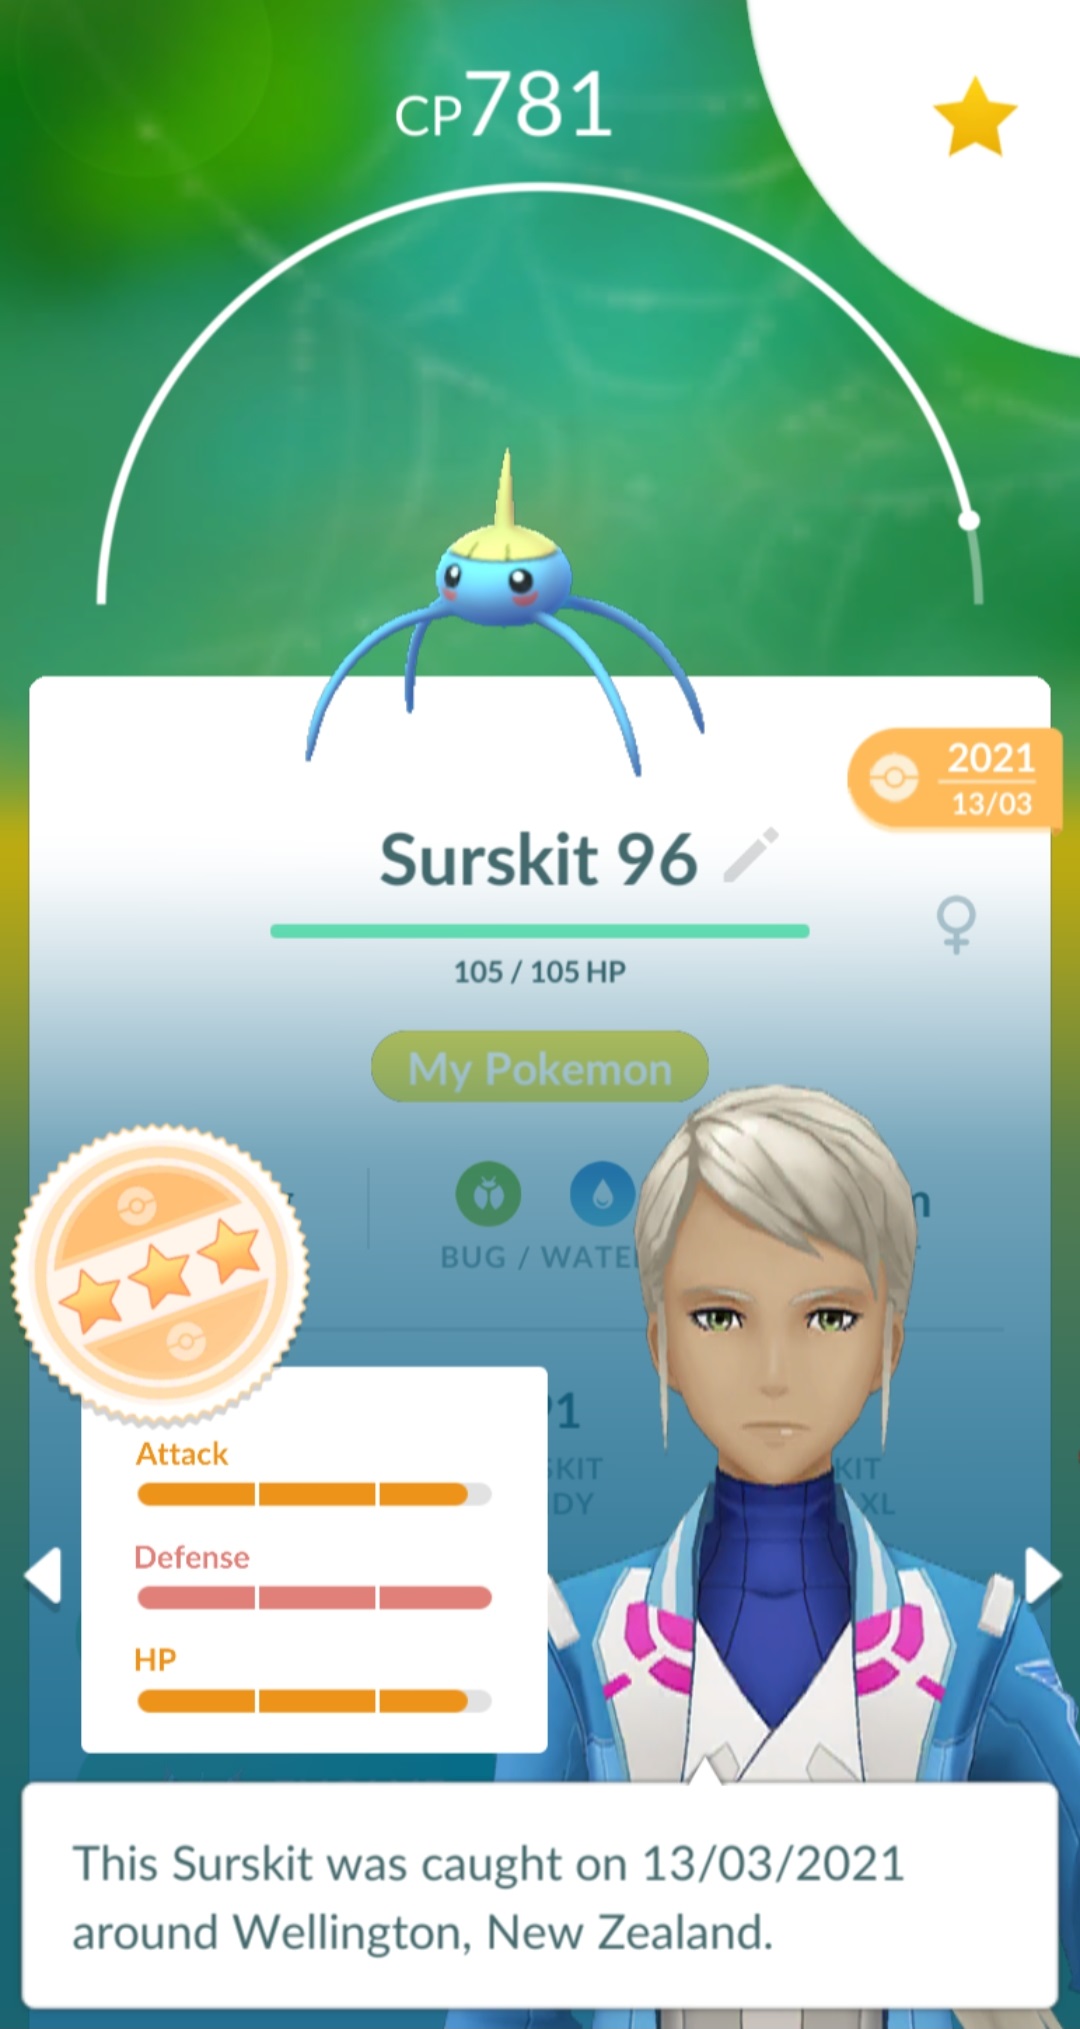 CP781
2021
13/03
Surskit 96
105 / 105 HP
My Pokemon
BUG / WATE
Attack
Defense
HP
This Surskit was caught on 13/03/2021
around Wellington, New Zealand.